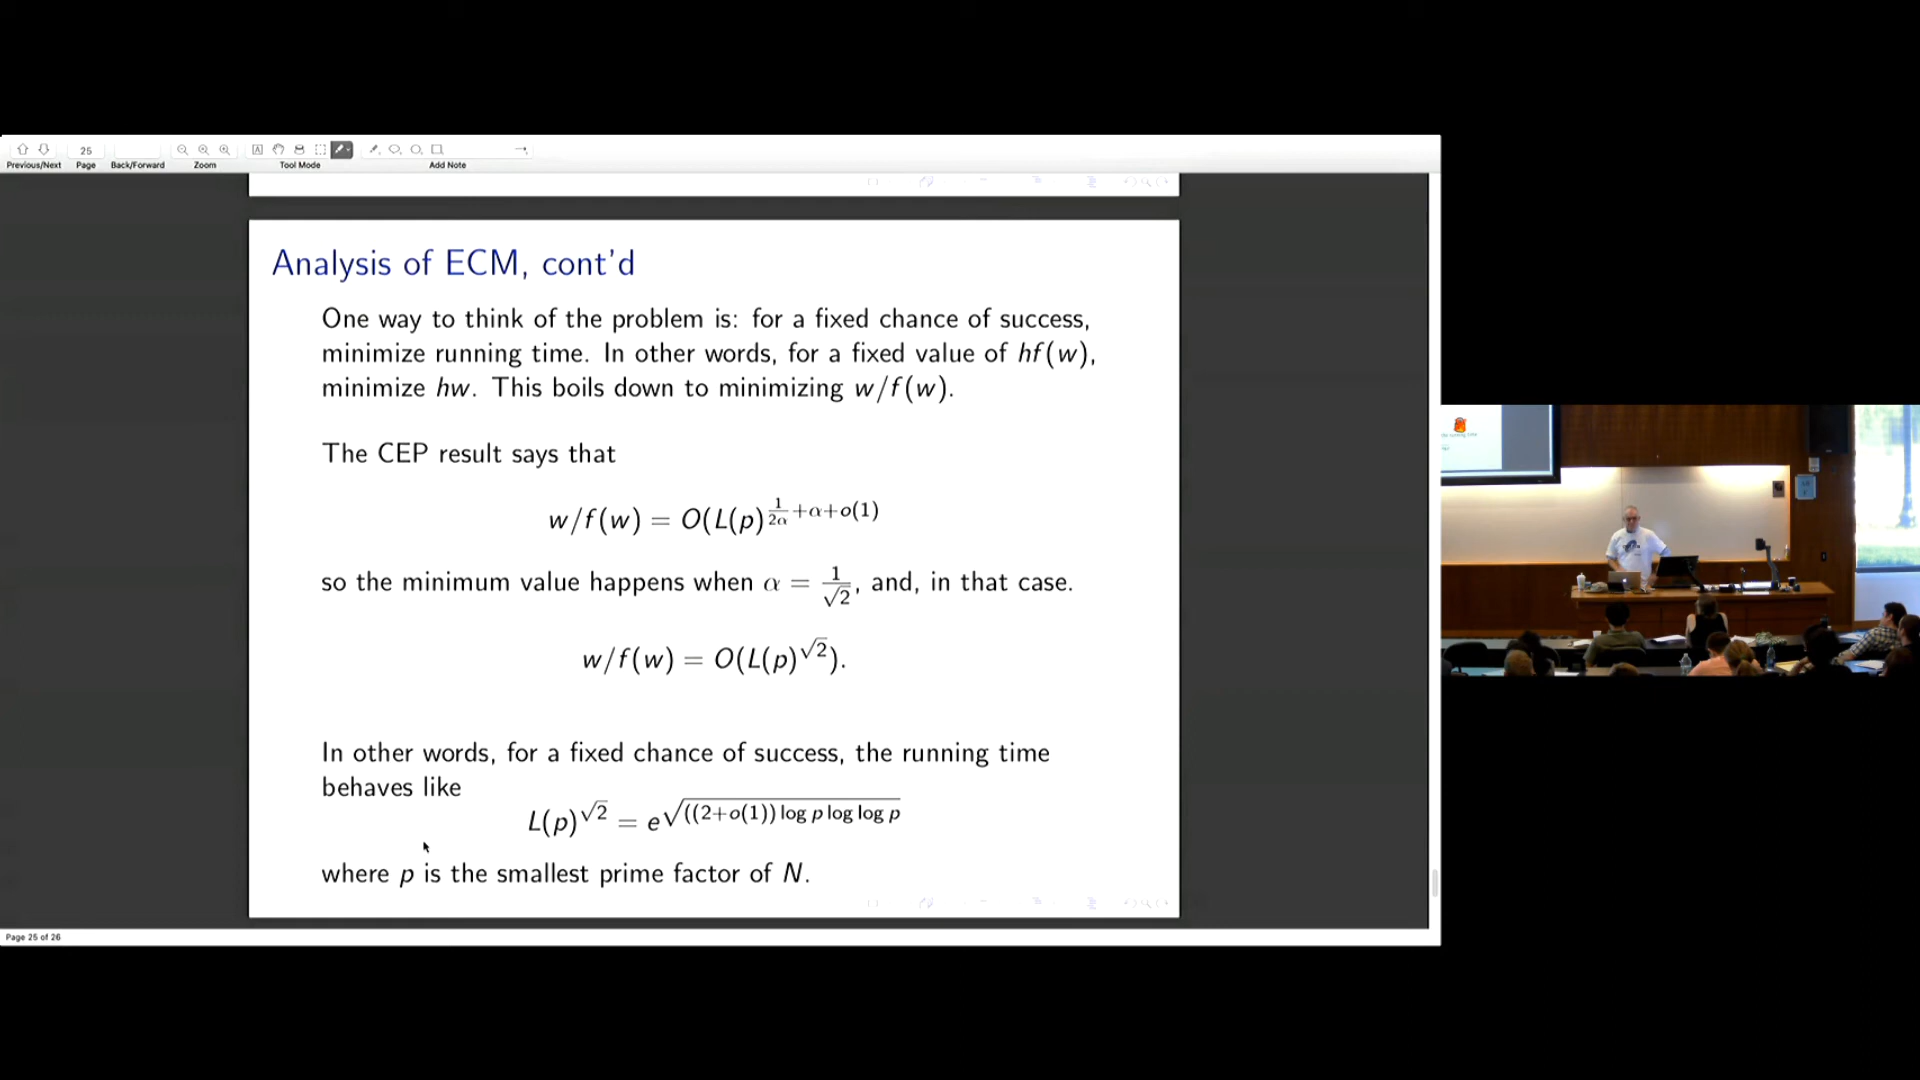 25
Previous/Next Page Back/Forward Zoom Tool Mode Add Note
Analysis of ECM, cont'd
One way to think of the problem is: for a fixed chance of success,
minimize running time. In other words, for a fixed value of hf(w),
minimize hw. This boils down to minimizing w/f(w).
The CEP result says that
w/f(w) = O(L(p)^{\frac{1}{2α}+α+o(1)}
so the minimum value happens when α = \frac{1}{√2}, and, in that case.
w/f(w) = O(L(p)^{√2}).
In other words, for a fixed chance of success, the running time
behaves like
L(p)^{√2} = e^{√((2+o(1)) log p log log p}
where p is the smallest prime factor of N.
Page 25 of 26